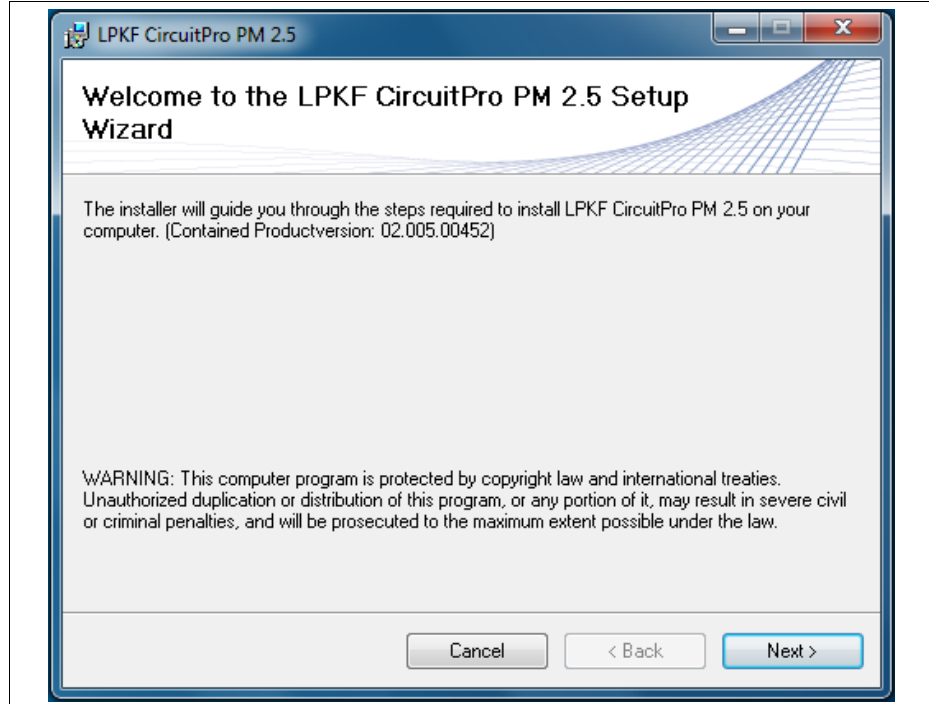 LPKF CircuitPro PM 2.5
Welcome to the LPKF CircuitPro PM 2.5 Setup
Wizard
The installer will guide you through the steps required to install LPKF CircuitPro PM 2.5 on your
computer. (Contained Productversion: 02.005.00452)
WARNING: This computer program is protected by copyright law and international treaties.
Unauthorized duplication or distribution of this program, or any portion of it, may result in severe civil
or criminal penalties, and will be prosecuted to the maximum extent possible under the law.
Cancel < Back Next >